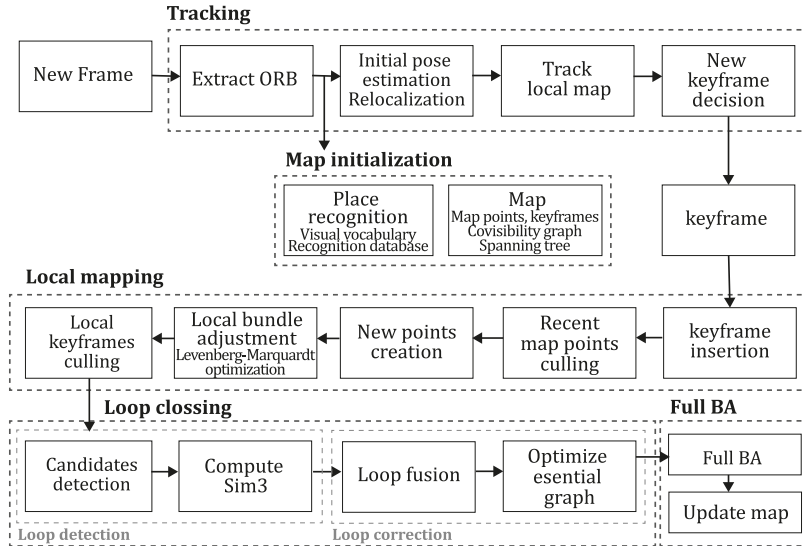 Tracking
New Frame
Extract ORB
Initial pose
estimation
Relocalization
Track
local map
New
keyframe
decision
Map initialization
Place
recognition
Visual vocabulary
Recognition database
Map
Map points, keyframes
Covisibility graph
Spanning tree
keyframe
Local mapping
Local
keyframes
culling
Local bundle
adjustment
Levenberg-Marquardt
optimization
New points
creation
Recent
map points
culling
keyframe
insertion
Loop clossing
Full BA
Candidates
detection
Compute
Sim3
Loop fusion
Optimize
esential
graph
Full BA
Update map
Loop detection
Loop correction